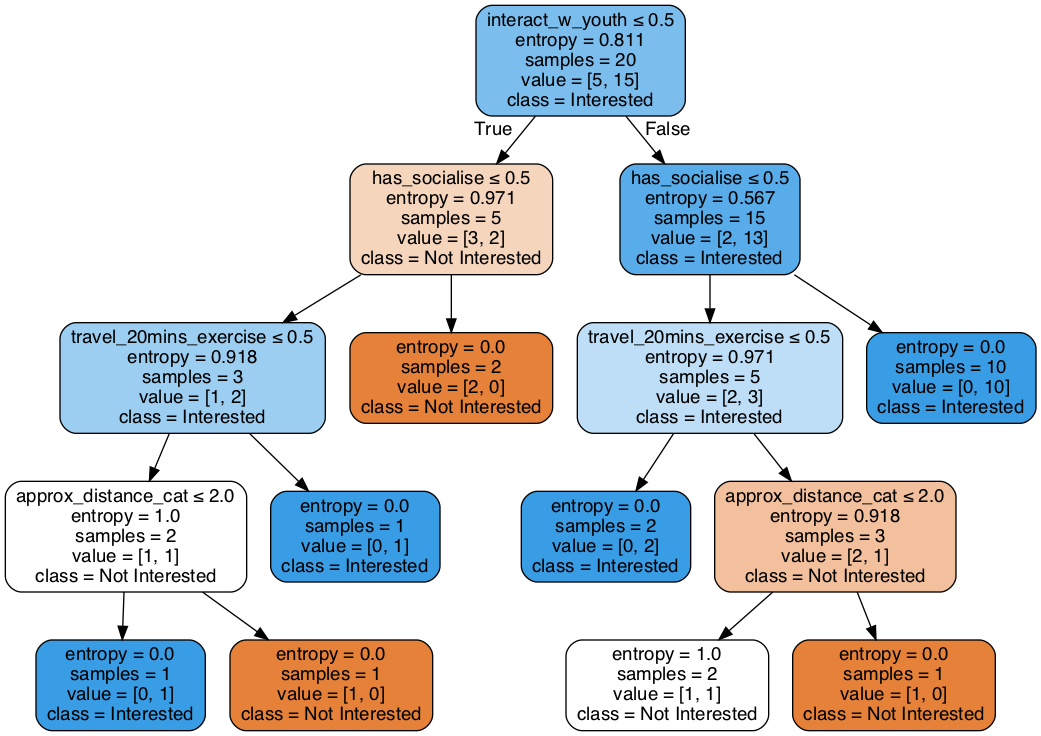 interact_w_youth ≤ 0.5
entropy = 0.811
samples = 20
value = [5, 15]
class = Interested
True
False
has_socialise ≤ 0.5
entropy = 0.971
samples = 5
value = [3, 2]
class = Not Interested
has_socialise ≤ 0.5
entropy = 0.567
samples = 15
value = [2, 13]
class = Interested
travel_20mins_exercise ≤ 0.5
entropy = 0.918
samples = 3
value = [1, 2]
class = Interested
entropy = 0.0
samples = 2
value = [2, 0]
class = Not Interested
travel_20mins_exercise ≤ 0.5
entropy = 0.971
samples = 5
value = [2, 3]
class = Interested
entropy = 0.0
samples = 10
value = [0, 10]
class = Interested
approx_distance_cat ≤ 2.0
entropy = 1.0
samples = 2
value = [1, 1]
class = Not Interested
entropy = 0.0
samples = 1
value = [0, 1]
class = Interested
entropy = 0.0
samples = 2
value = [0, 2]
class = Interested
approx_distance_cat ≤ 2.0
entropy = 0.918
samples = 3
value = [2, 1]
class = Not Interested
entropy = 0.0
samples = 1
value = [0, 1]
class = Interested
entropy = 0.0
samples = 1
value = [1, 0]
class = Not Interested
entropy = 1.0
samples = 2
value = [1, 1]
class = Not Interested
entropy = 0.0
samples = 1
value = [1, 0]
class = Not Interested